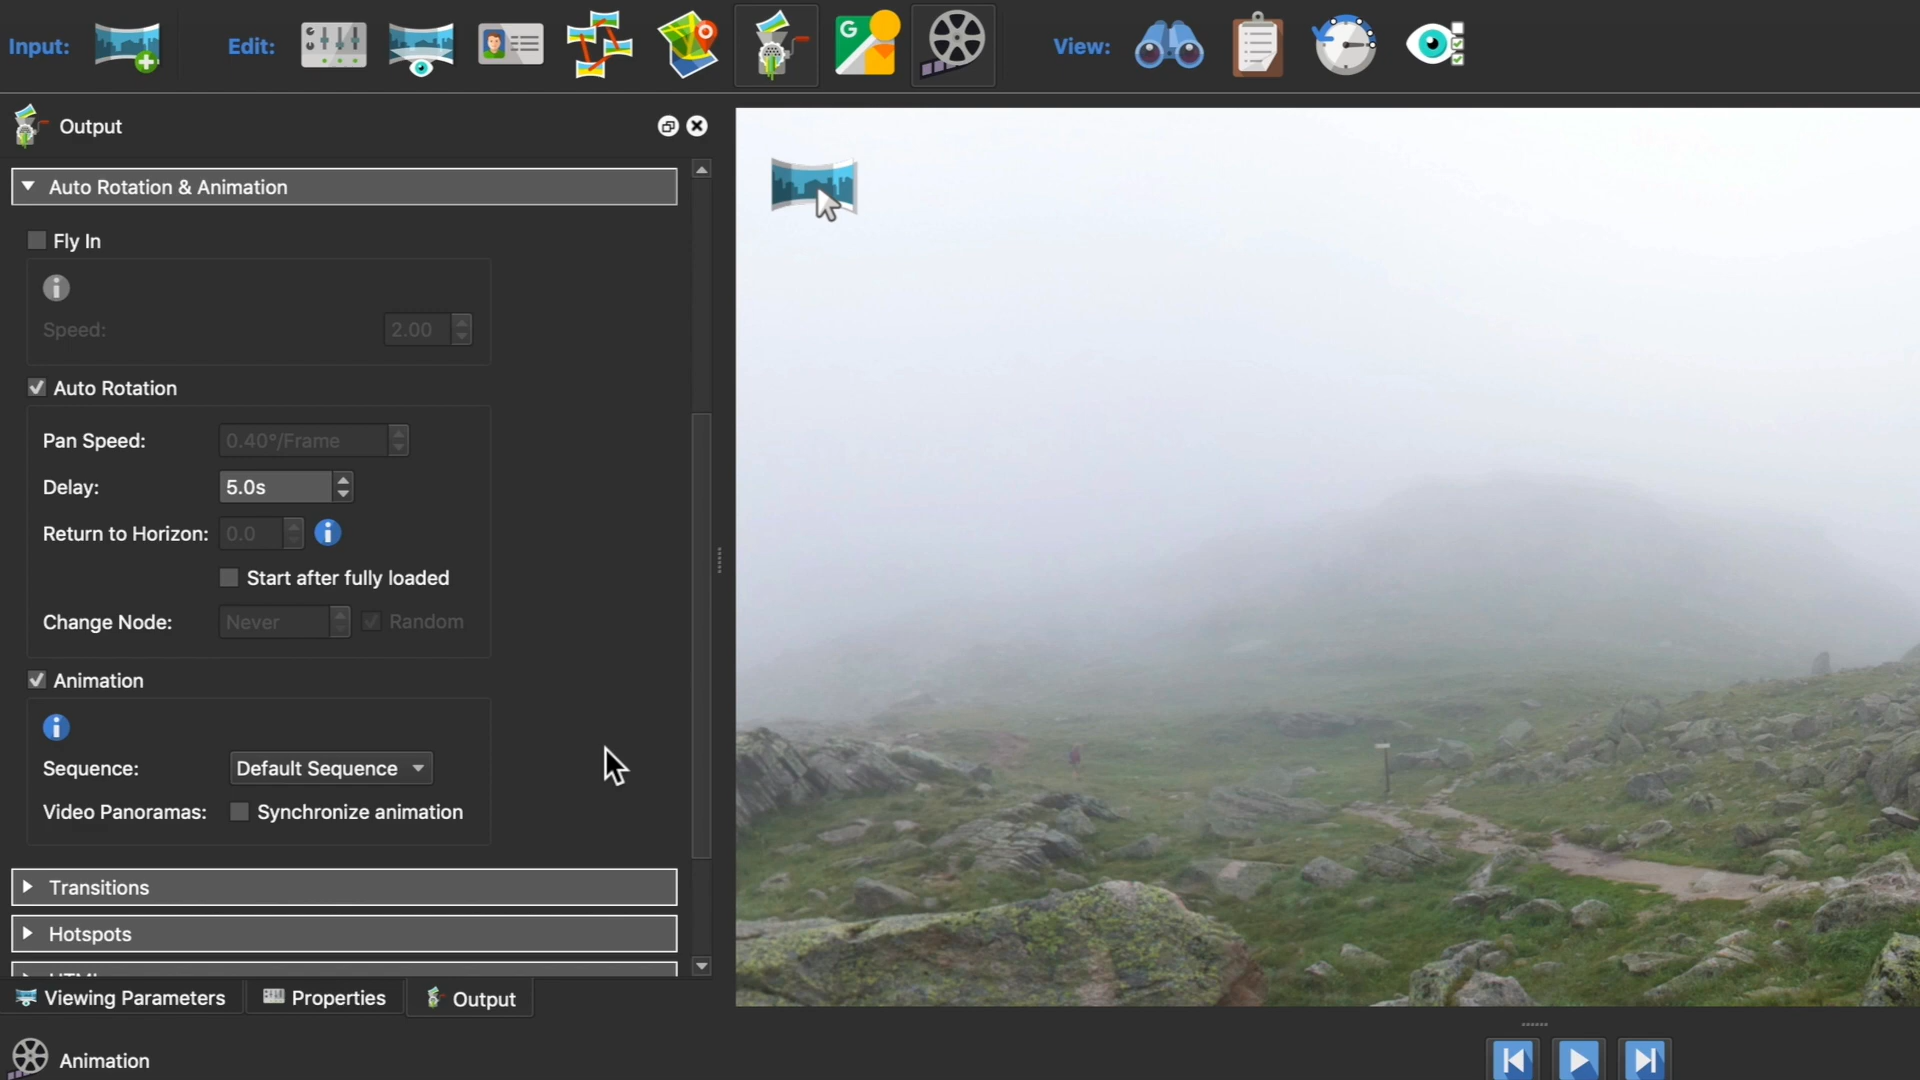 Input:
Edit:
G
View:
Output
Auto Rotation & Animation
Fly In
Speed: 2.00
Auto Rotation
Pan Speed: 0.40°/Frame
Delay: 5.0s
Return to Horizon: 0.0
Start after fully loaded
Change Node: Never Random
Animation
Sequence: Default Sequence
Video Panoramas: Synchronize animation
Transitions
Hotspots
Viewing Parameters Properties Output
Animation